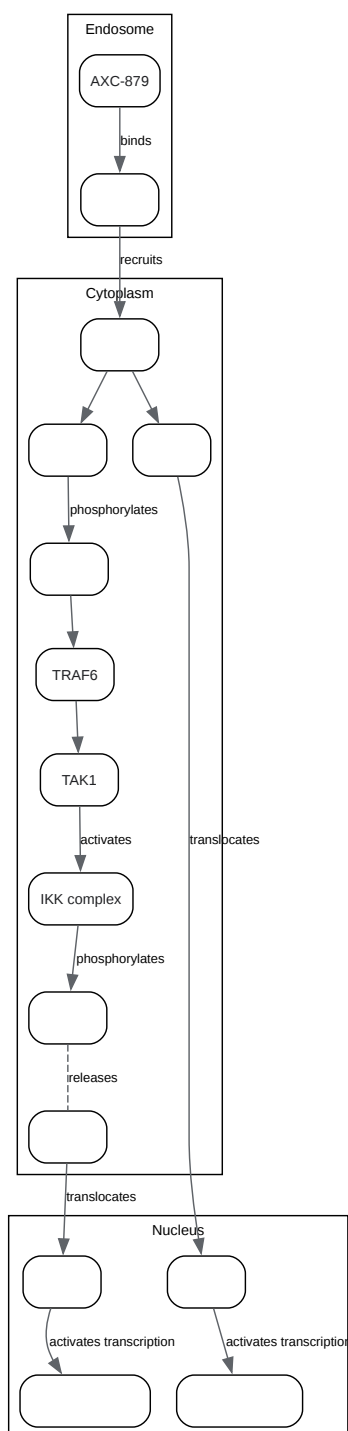 Endosome
AXC-879
binds
recruits
Cytoplasm
phosphorylates
TRAF6
TAK1
activates
translocates
IKK complex
phosphorylates
releases
translocates
Nucleus
activates transcription
activates transcription